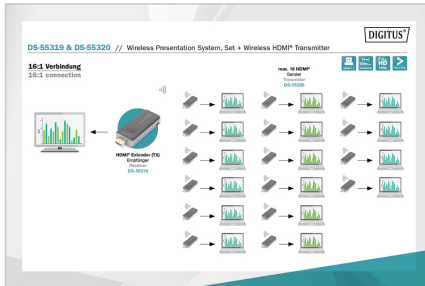 DIGITUS®
DS-55319 & DS-55320 // Wireless Presentation System, Set + Wireless HDMI® Transmitter
16:1 Verbindung
16:1 connection
max. 16 HDMI®
Sender
Transmitter
DS-55320
HD
HDMI® Extender (TX)
Empfänger
Receiver
DS-55319